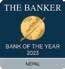 THE BANKER
BANK OF THE YEAR
2023
NEPAL